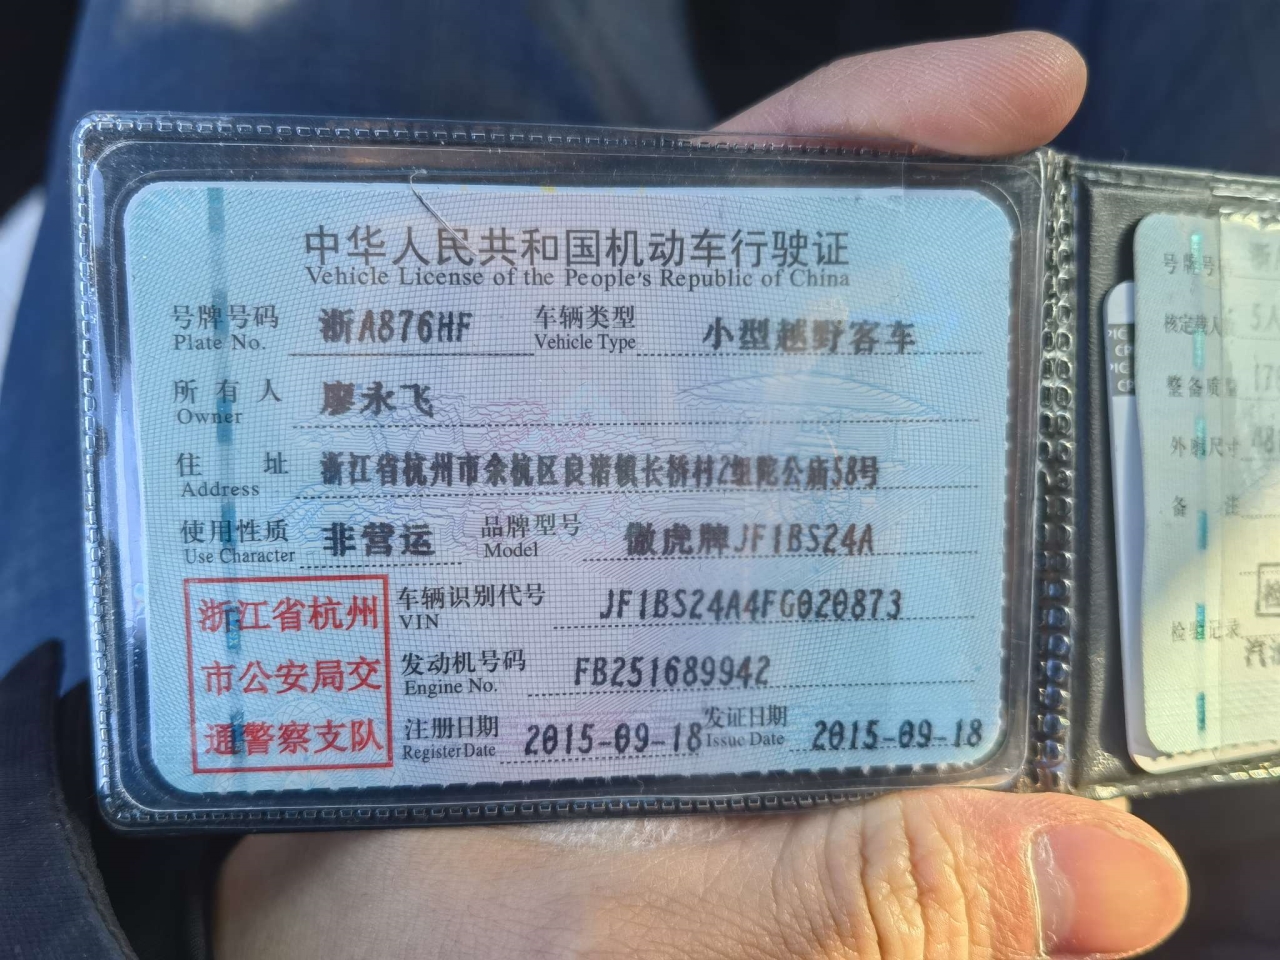 中华人民共和国机动车行驶证
Vehicle License of the People's Republic of China
号牌号码 浙A876HF 车辆类型 小型越野客车
Plate No. Vehicle Type
所有人 廖永飞
Owner
住址 浙江省杭州市余杭区良渚镇长桥村2组陀公庙58号
Address
使用性质 非营运 品牌型号 傲虎牌JF1BS24A
Use Character Model
浙江省杭州
市公安局交
通警察支队
车辆识别代号 JF1BS24A4FG020873
VIN
发动机号码 FB251689942
Engine No.
注册日期 2015-09-18 发证日期 2015-09-18
Register Date Issue Date
号牌号
核定载人
整备质量
外廓尺寸
备注
检验记录